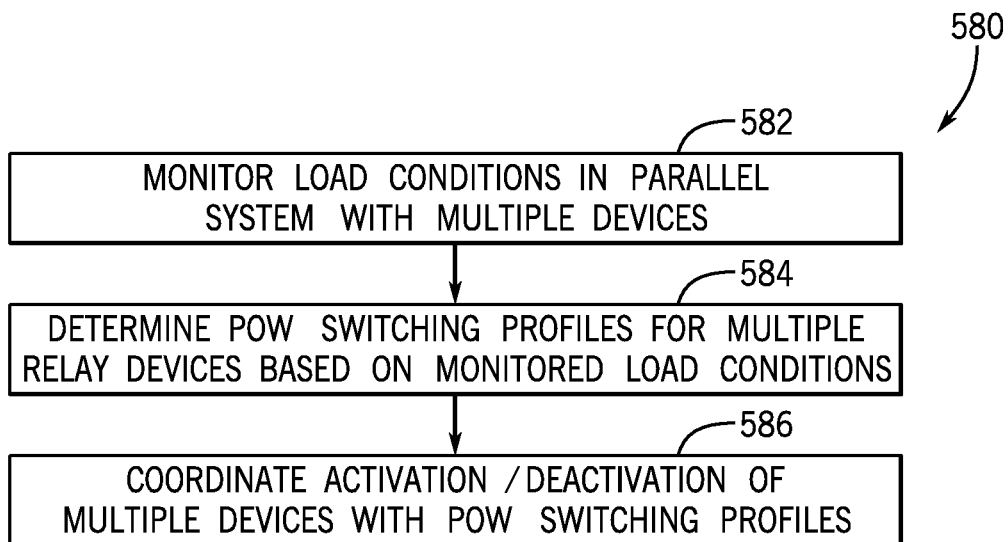 580
582
MONITOR LOAD CONDITIONS IN PARALLEL
SYSTEM WITH MULTIPLE DEVICES
584
DETERMINE POW SWITCHING PROFILES FOR MULTIPLE
RELAY DEVICES BASED ON MONITORED LOAD CONDITIONS
586
COORDINATE ACTIVATION / DEACTIVATION OF
MULTIPLE DEVICES WITH POW SWITCHING PROFILES